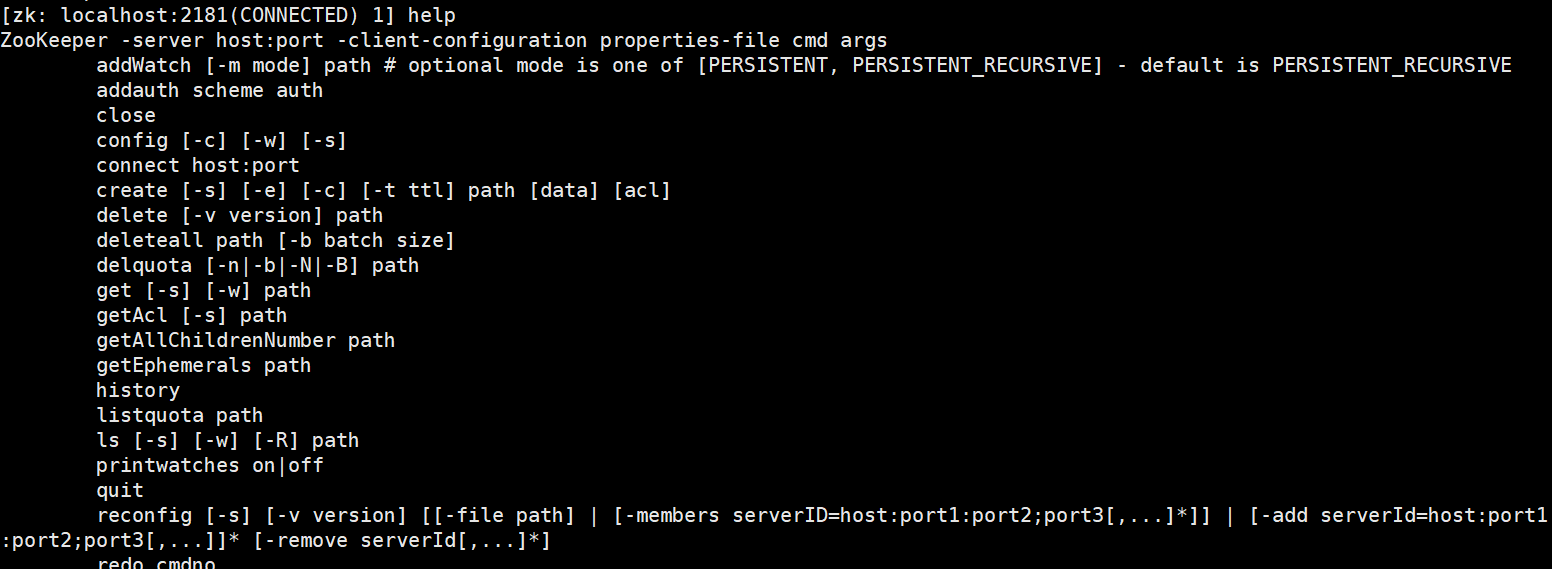 [zk: localhost:2181(CONNECTED) 1] help
ZooKeeper -server host:port -client-configuration properties-file cmd args
        addWatch [-m mode] path # optional mode is one of [PERSISTENT, PERSISTENT_RECURSIVE] - default is PERSISTENT_RECURSIVE
        addauth scheme auth
        close
        config [-c] [-w] [-s]
        connect host:port
        create [-s] [-e] [-c] [-t ttl] path [data] [acl]
        delete [-v version] path
        deleteall path [-b batch size]
        delquota [-n|-b|-N|-B] path
        get [-s] [-w] path
        getAcl [-s] path
        getAllChildrenNumber path
        getEphemerals path
        history
        listquota path
        ls [-s] [-w] [-R] path
        printwatches on|off
        quit
        reconfig [-s] [-v version] [[-file path] | [-members serverID=host:port1:port2;port3[,...]*]] | [-add serverId=host:port1
:port2;port3[,...]]* [-remove serverId[,...]*]
        redo cmdno